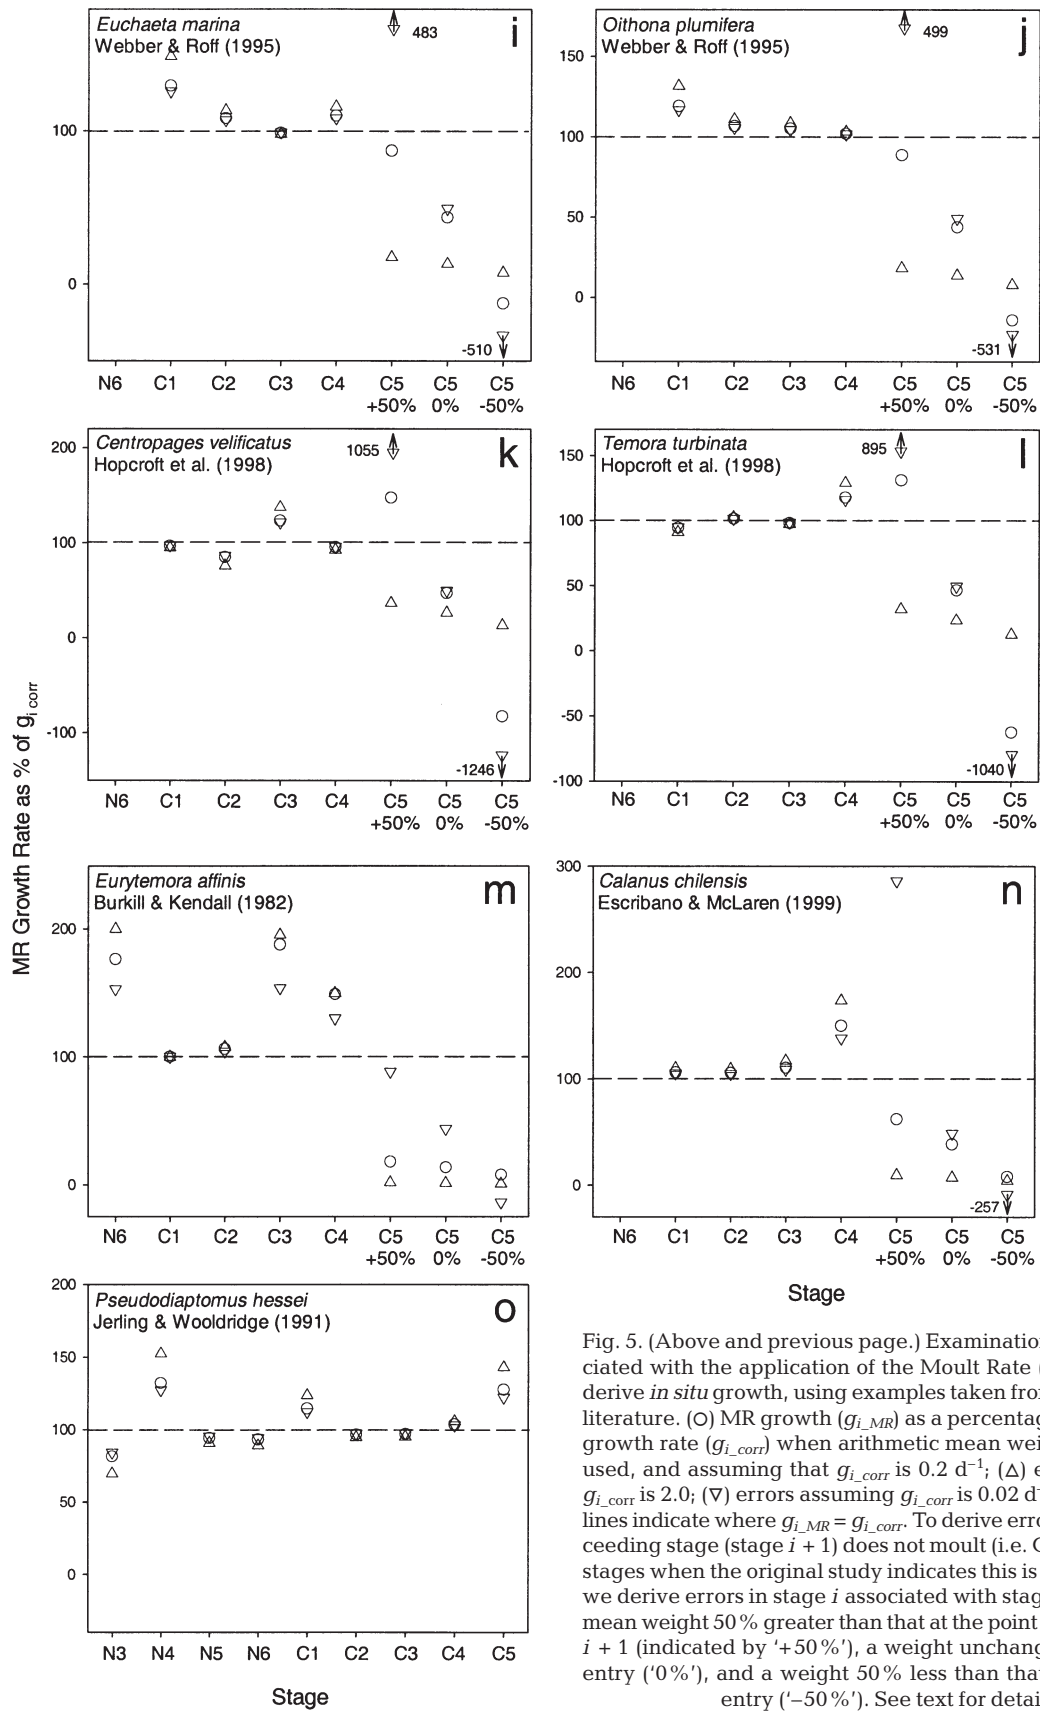 Euchaeta marina
Webber & Roff (1995)
i
483
100
0
-510
N6 C1 C2 C3 C4 C5 C5 C5
+50% 0% -50%
Oithona plumifera
Webber & Roff (1995)
j
499
150
100
50
0
-531
N6 C1 C2 C3 C4 C5 C5 C5
+50% 0% -50%
Centropages velificatus
Hopcroft et al. (1998)
k
1055
200
100
0
-100
-1246
N6 C1 C2 C3 C4 C5 C5 C5
+50% 0% -50%
Temora turbinata
Hopcroft et al. (1998)
l
895
150
100
50
0
-50
-100
-1040
N6 C1 C2 C3 C4 C5 C5 C5
+50% 0% -50%
MR Growth Rate as % of gi corr
Eurytemora affinis
Burkill & Kendall (1982)
m
200
100
0
N6 C1 C2 C3 C4 C5 C5 C5
+50% 0% -50%
Calanus chilensis
Escribano & McLaren (1999)
n
300
200
100
0
-257
N6 C1 C2 C3 C4 C5 C5 C5
+50% 0% -50%
Stage
Pseudodiaptomus hessei
Jerling & Wooldridge (1991)
o
200
150
100
50
0
N3 N4 N5 N6 C1 C2 C3 C4 C5
Stage
Fig. 5. (Above and previous page.) Examination
ciated with the application of the Moult Rate (
derive in situ growth, using examples taken from
literature. (○) MR growth (gi_MR) as a percentag
growth rate (gi_corr) when arithmetic mean wei
used, and assuming that gi_corr is 0.2 d−1; (△) e
gi_corr is 2.0; (▽) errors assuming gi_corr is 0.02 d
lines indicate where gi_MR = gi_corr. To derive erro
ceeding stage (stage i + 1) does not moult (i.e. C
stages when the original study indicates this is
we derive errors in stage i associated with stag
mean weight 50% greater than that at the point
i + 1 (indicated by ‘+50%’), a weight unchang
entry (‘0%’), and a weight 50% less than that
entry (‘−50%’). See text for detai